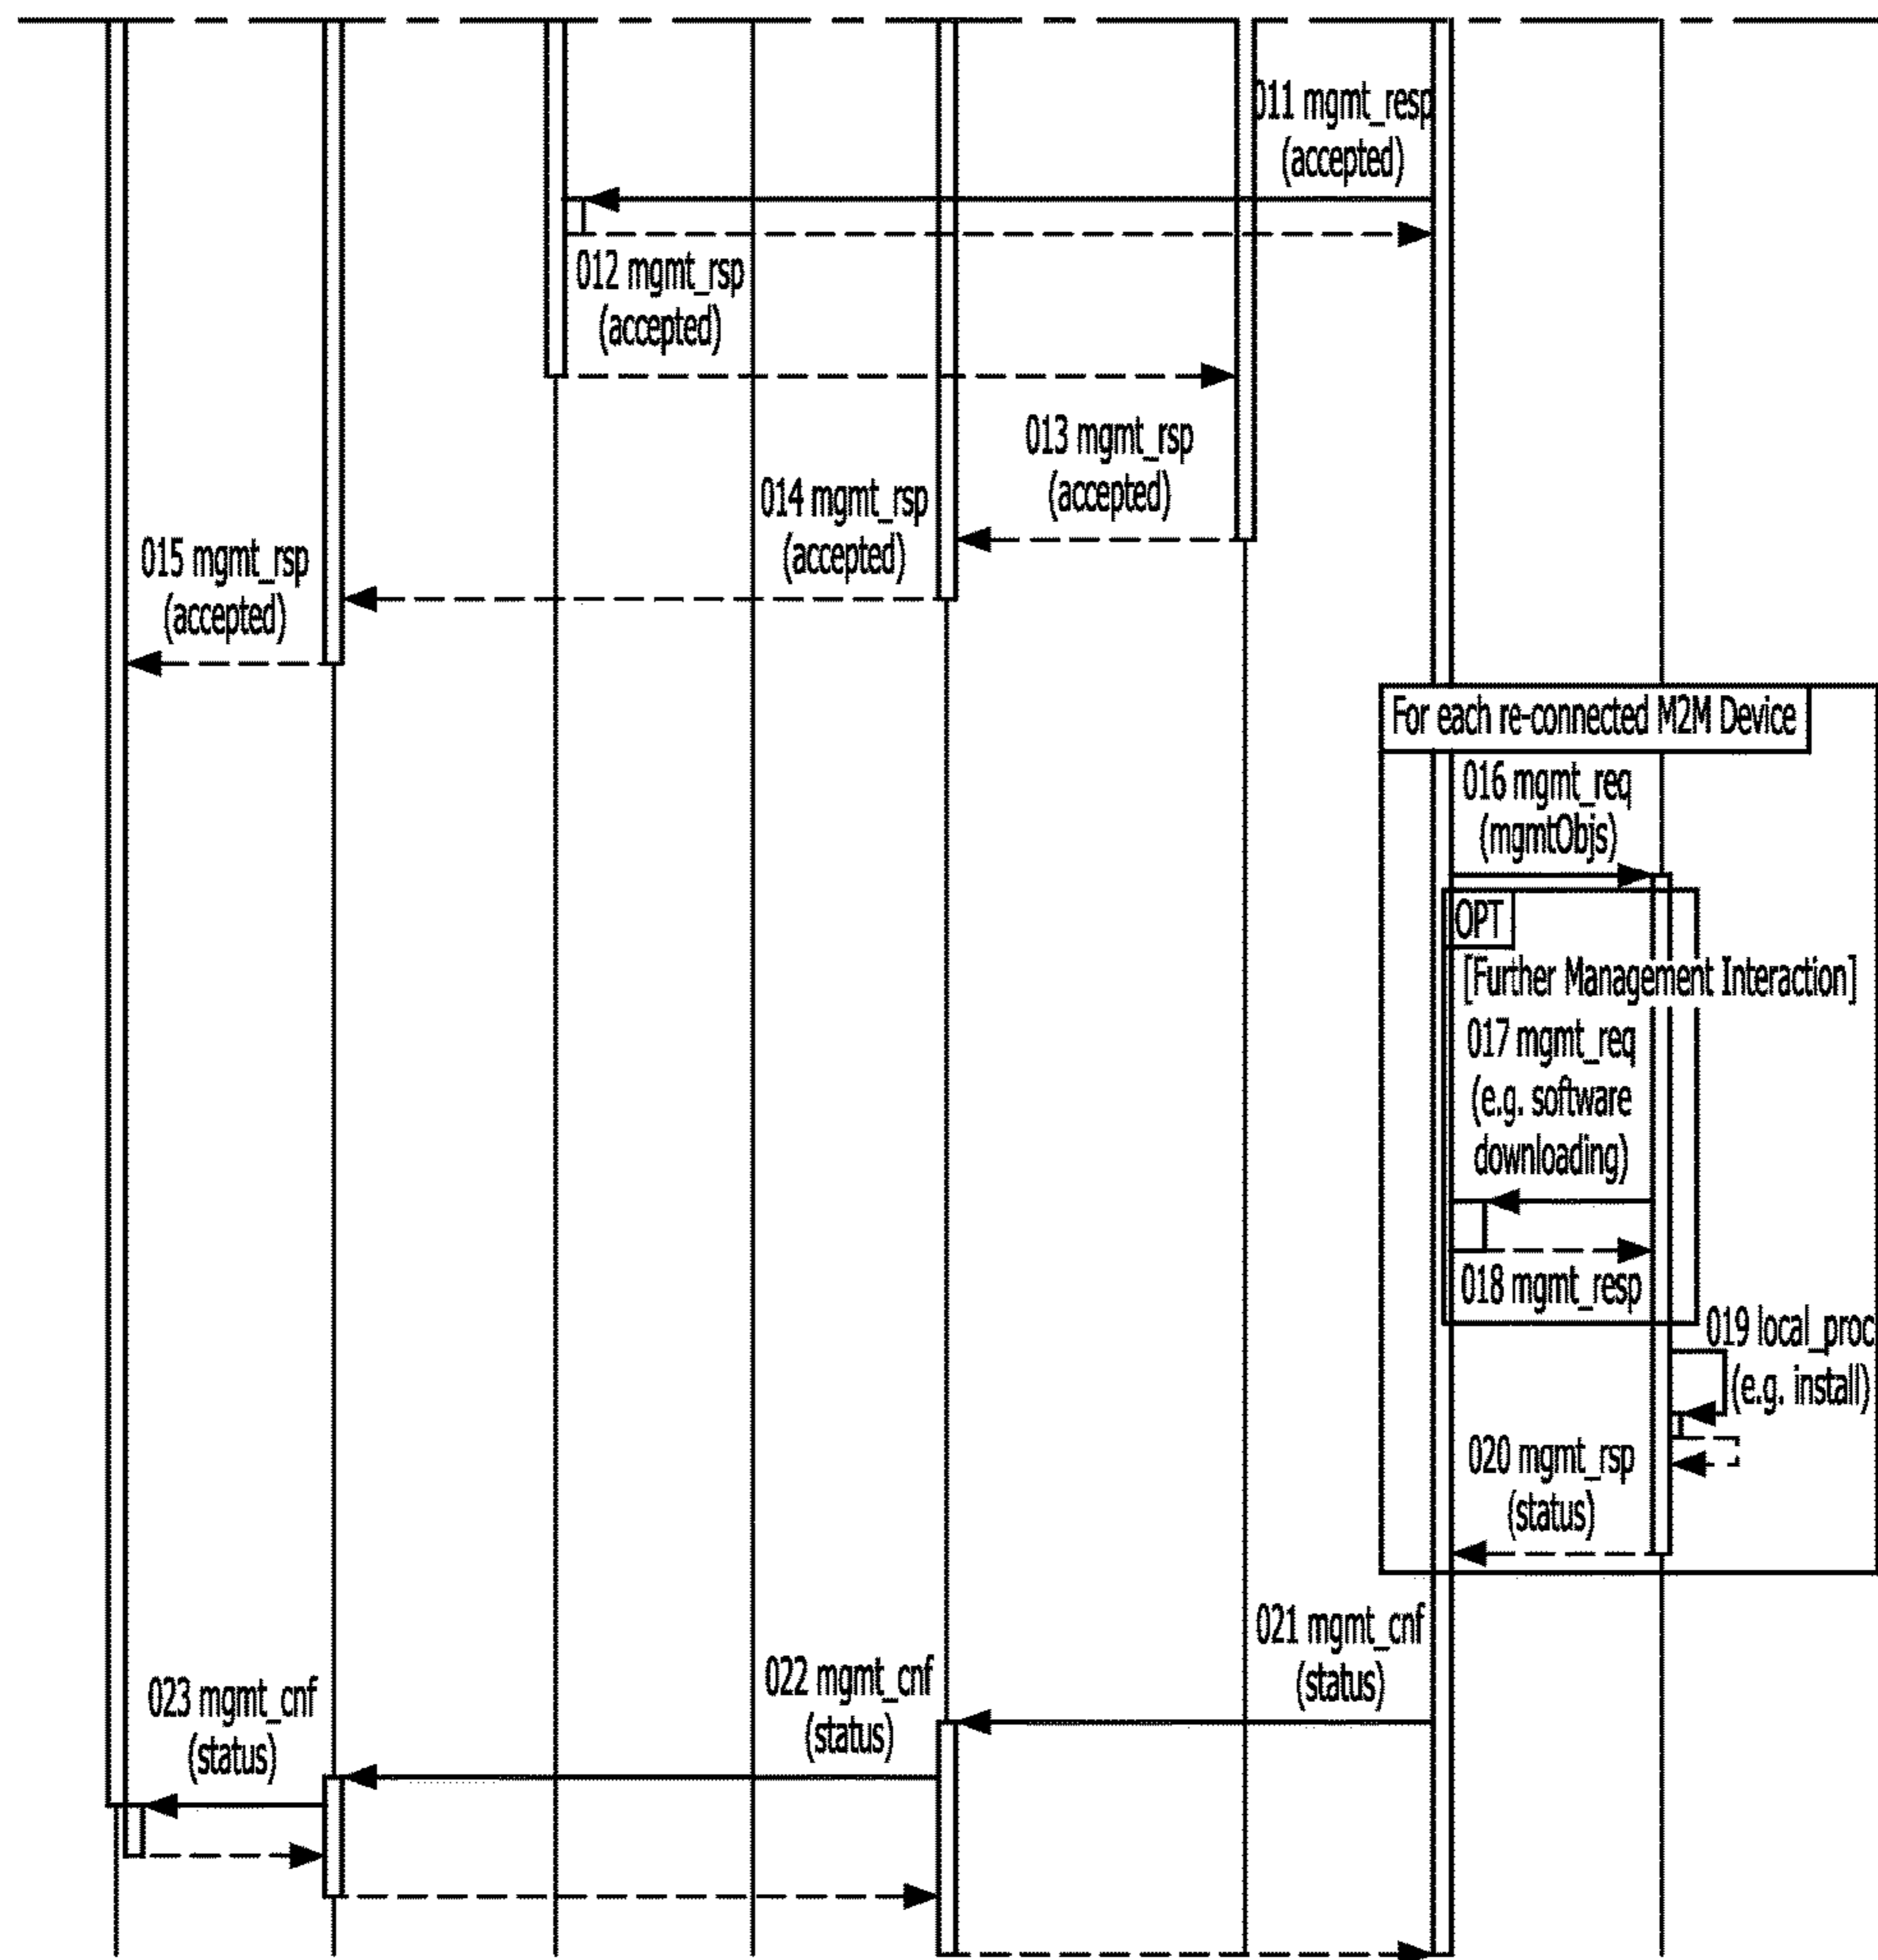 011 mgmt_resp
(accepted)
012 mgmt_rsp
(accepted)
013 mgmt_rsp
(accepted)
014 mgmt_rsp
(accepted)
015 mgmt_rsp
(accepted)
For each re-connected M2M Device
016 mgmt_req
(mgmtObjs)
OPT
[Further Management Interaction]
017 mgmt_req
(e.g. software
downloading)
018 mgmt_resp
019 local_proc
(e.g. install)
020 mgmt_rsp
(status)
021 mgmt_cnf
(status)
022 mgmt_cnf
(status)
023 mgmt_cnf
(status)